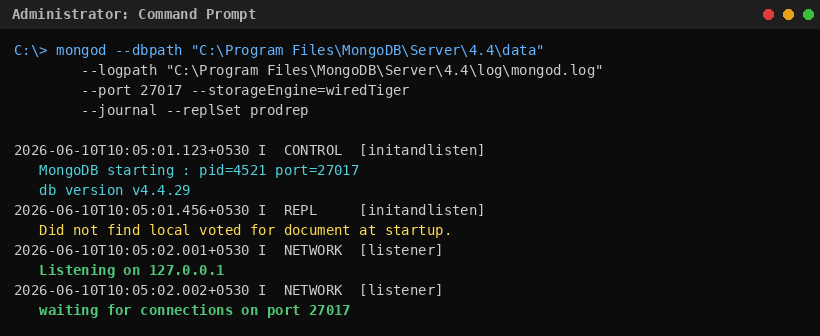 Administrator: Command Prompt
C:\> mongod --dbpath "C:\Program Files\MongoDB\Server\4.4\data"
--logpath "C:\Program Files\MongoDB\Server\4.4\log\mongod.log"
--port 27017 --storageEngine=wiredTiger
--journal --replSet prodrep
2026-06-10T10:05:01.123+0530 I  CONTROL  [initandlisten]
MongoDB starting : pid=4521 port=27017
db version v4.4.29
2026-06-10T10:05:01.456+0530 I  REPL     [initandlisten]
Did not find local voted for document at startup.
2026-06-10T10:05:02.001+0530 I  NETWORK  [listener]
Listening on 127.0.0.1
2026-06-10T10:05:02.002+0530 I  NETWORK  [listener]
waiting for connections on port 27017